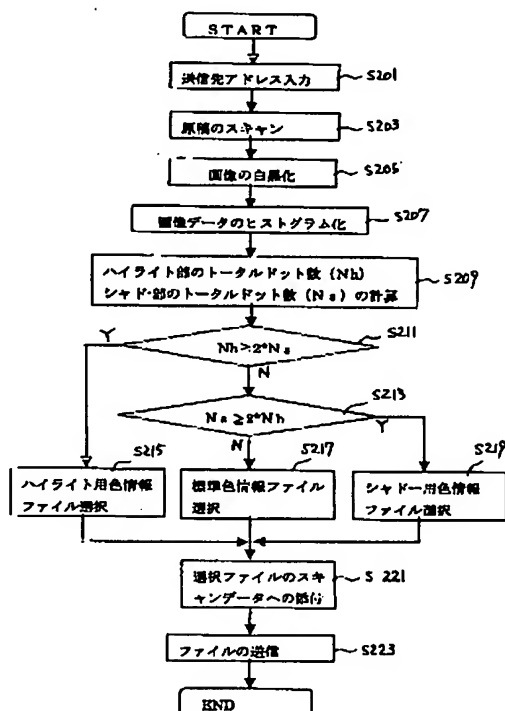 START
送信先アドレス入力
S201
原稿のスキャン
S203
画像の白黒化
S205
画像データのヒストグラム化
S207
ハイライト部のトータルドット数（Nh）
シャドー部のトータルドット数（Ns）の計算
S209
Nh≥2*Ns
S211
Y
N
Ns≥2*Nh
S213
N
Y
S215
ハイライト用色情報
ファイル選択
S217
標準色情報ファイル
選択
S219
シャドー用色情報
ファイル選択
選択ファイルのスキ
ャンデータへの添付
S221
ファイルの送信
S223
END